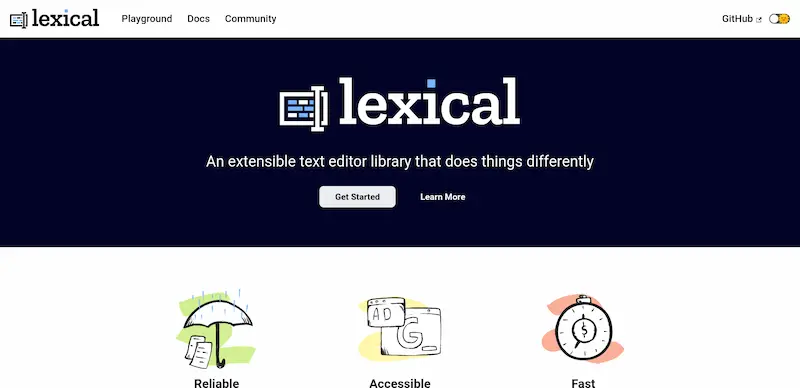 lexical Playground Docs Community GitHub
lexical
An extensible text editor library that does things differently
Get Started Learn More
AD
G
$
Reliable Accessible Fast